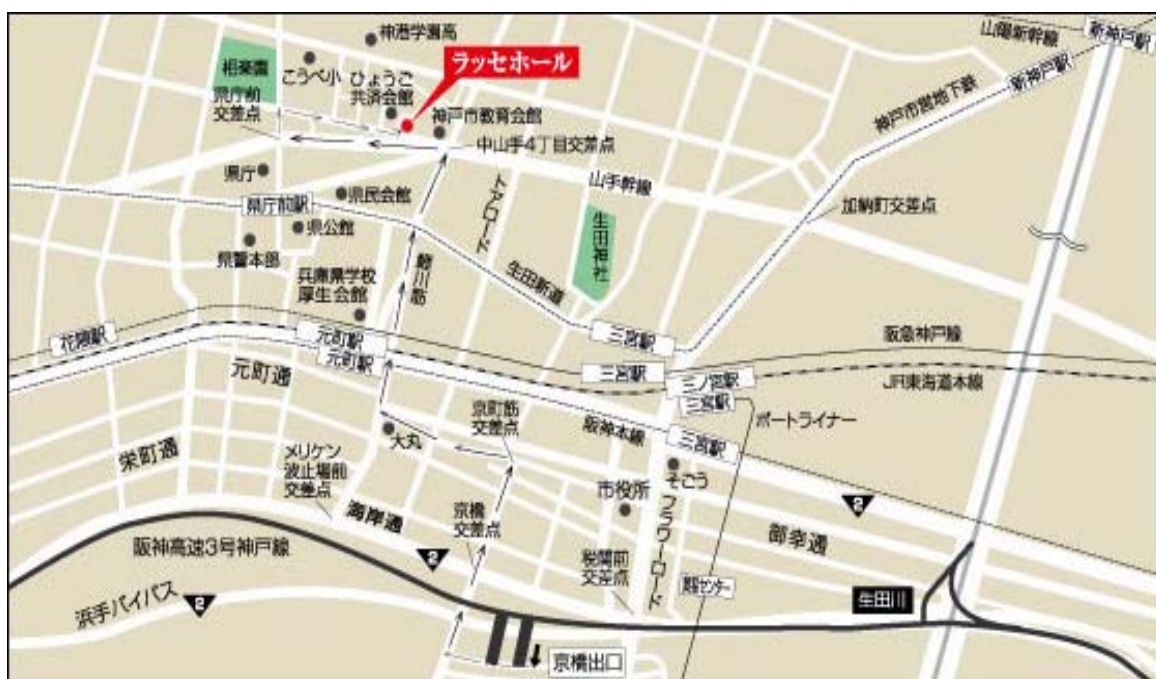 神港学園高
山陽新幹線
新神戸駅
相楽園
こうべ小
ひょうご
共済会館
ラッセホール
新神戸駅
県庁前
交差点
神戸市教育会館
神戸市営地下鉄
中山手4丁目交差点
県庁
山手幹線
県民会館
トアーロード
県庁前駅
加納町交差点
県公館
生田神社
県警本部
鯉川筋
生田新道
兵庫県学校
厚生会館
花隈駅
元町駅
元町駅
三宮駅
阪急神戸線
元町通
三宮駅
三ノ宮駅
JR東海道本線
三宮駅
京町筋
交差点
阪神本線
ポートライナー
大丸
三宮駅
栄町通
メリケン
波止場前
交差点
そごう
市役所
2
京橋
交差点
海岸通
フラワーロード
御幸通
阪神高速3号神戸線
2
税関前
交差点
浜手バイパス
2
生田川
京橋出口